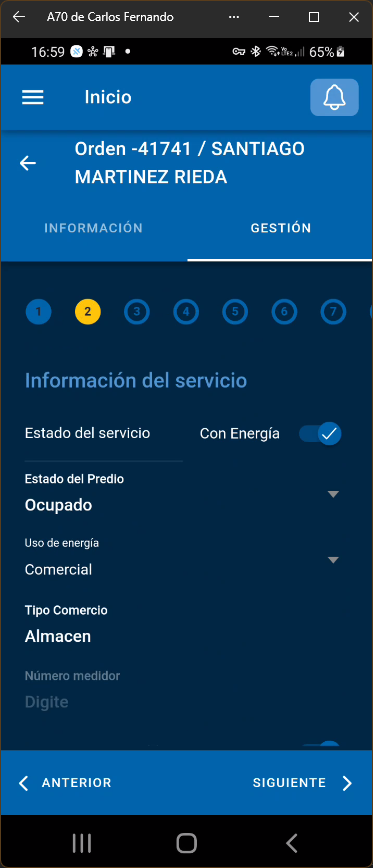 A70 de Carlos Fernando
16:59
65%
Inicio
Orden -41741 / SANTIAGO
MARTINEZ RIEDA
INFORMACIÓN
GESTIÓN
1 2 3 4 5 6 7
Información del servicio
Estado del servicio
Con Energía
Estado del Predio
Ocupado
Uso de energía
Comercial
Tipo Comercio
Almacen
Número medidor
Digite
ANTERIOR
SIGUIENTE